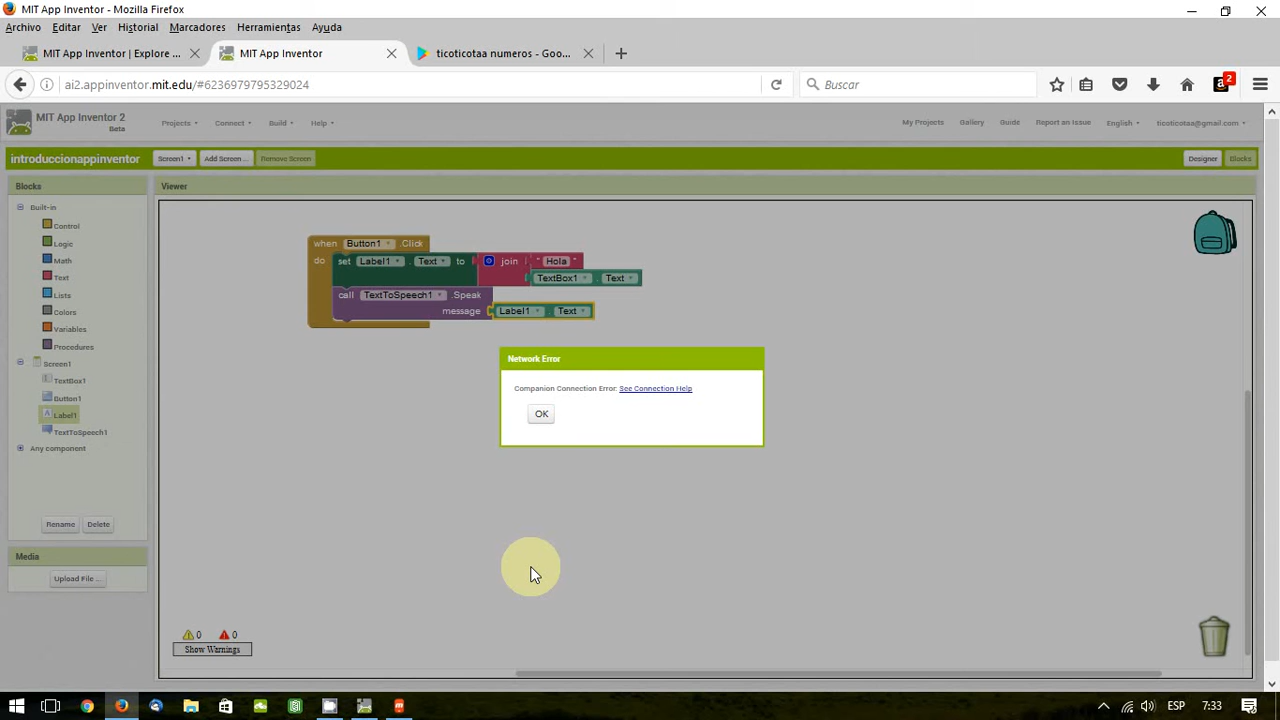 MIT App Inventor 2 - Mozilla Firefox
Archivo Editar Ver Historial Marcadores Herramientas Ayuda
MIT App Inventor | Explore ... MIT App Inventor ticoticotaa numeros - Goo...
ai2.appinventor.mit.edu/#6236979795329024 Buscar 2
MIT App Inventor 2
Beta
Projects Connect Build Help My Projects Gallery Guide Report an Issue English ticoticotaa@gmail.com
introduccionappinventor Screen1 Add Screen ... Remove Screen Designer Blocks
Blocks Viewer
Built-in
Control
Logic
Math
Text
Lists
Colors
Variables
Procedures
Screen1
TextBox1
Button1
Label1
TextToSpeech1
Any component
Rename Delete
Media
Upload File ...
when Button1 .Click
do set Label1 . Text to join " Hola "
TextBox1 . Text
call TextToSpeech1 .Speak
message Label1 . Text
Network Error
Companion Connection Error: See Connection Help
OK
0 0
Show Warnings
ESP 7:33